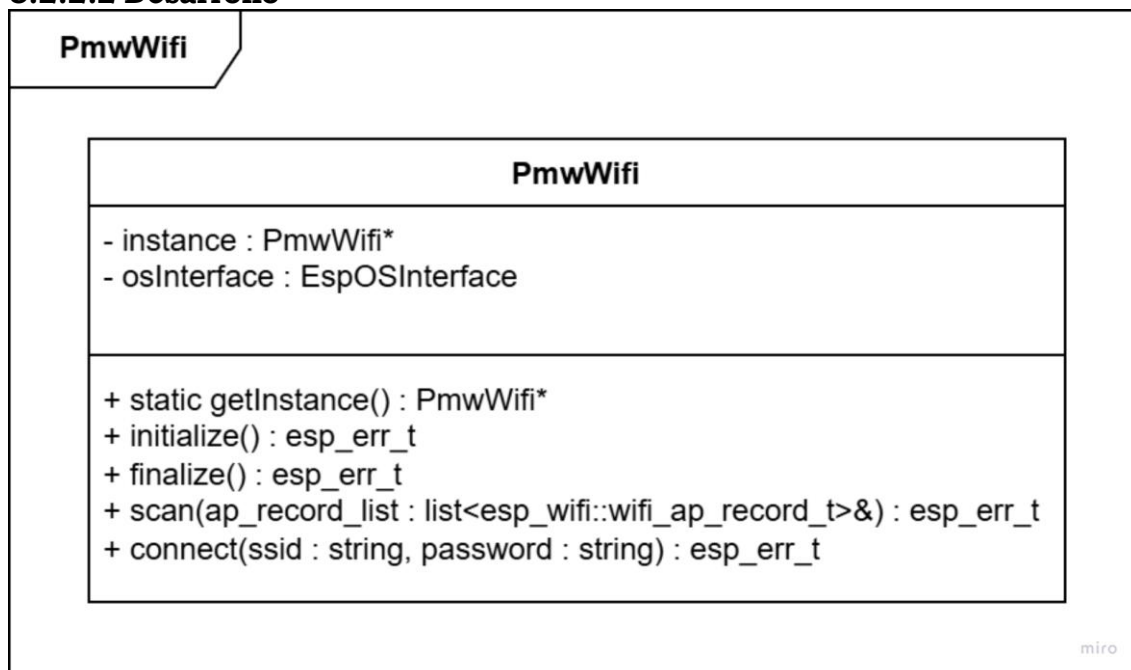 PmwWifi
PmwWifi
- instance : PmwWifi*
- osInterface : EspOSInterface
+ static getInstance() : PmwWifi*
+ initialize() : esp_err_t
+ finalize() : esp_err_t
+ scan(ap_record_list : list<esp_wifi::wifi_ap_record_t>&) : esp_err_t
+ connect(ssid : string, password : string) : esp_err_t
miro